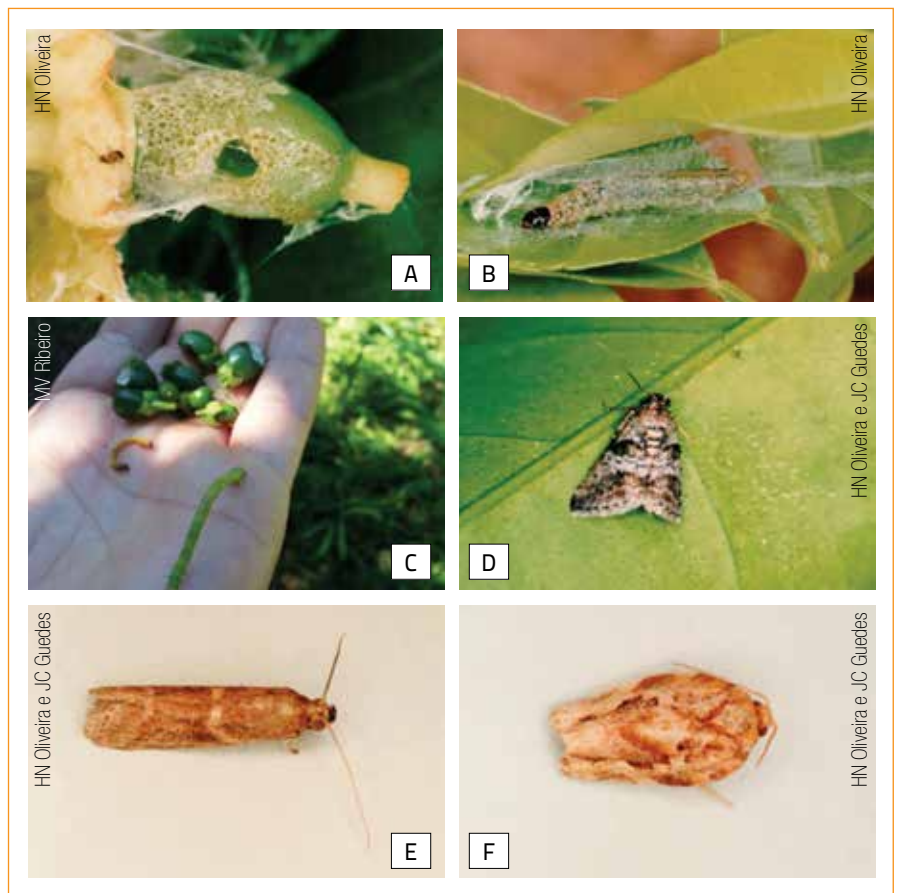 HN Oliveira
A
HN Oliveira
B
MV Ribeiro
C
HN Oliveira e JC Guedes
D
HN Oliveira e JC Guedes
E
HN Oliveira e JC Guedes
F